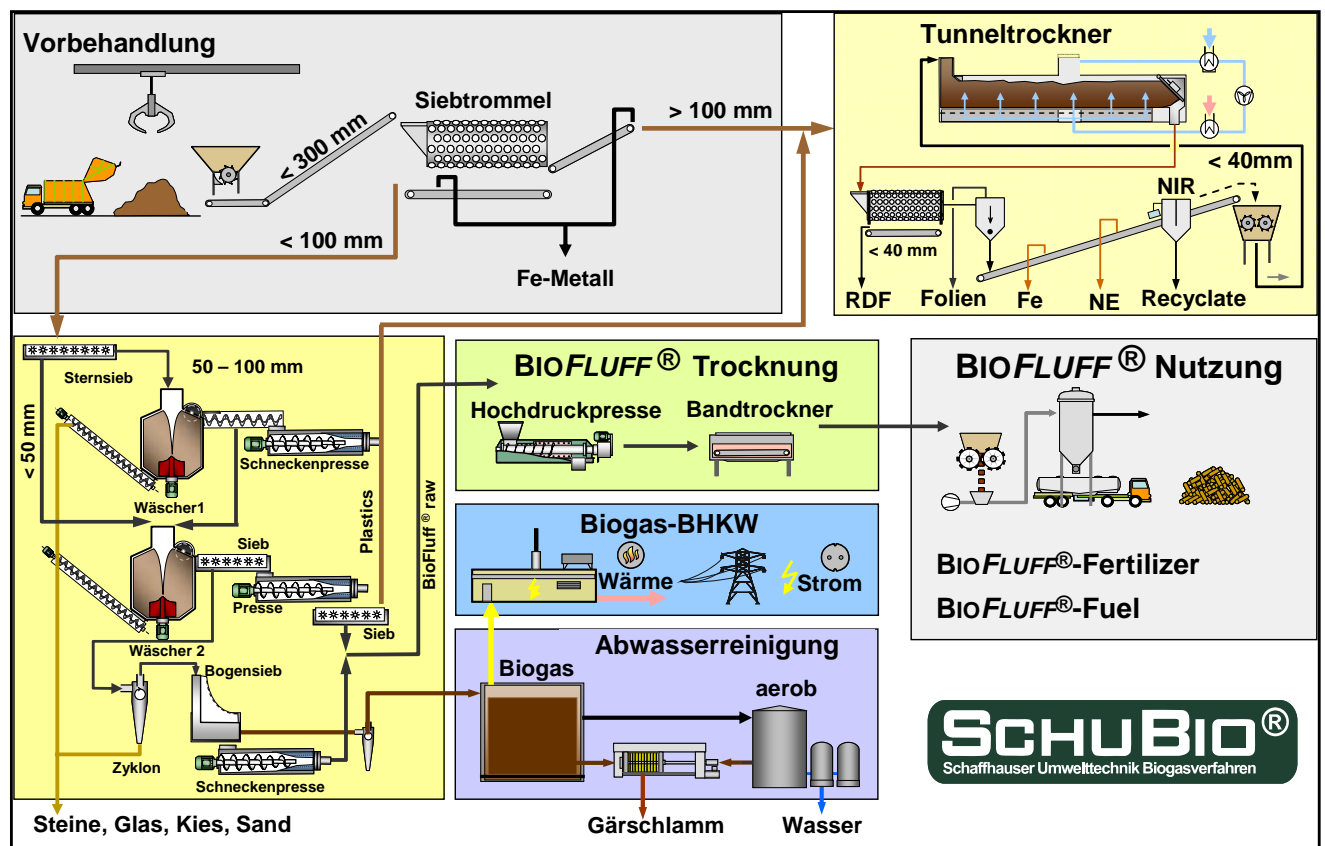 Vorbehandlung
Siebtrommel
> 100 mm
< 300 mm
< 100 mm
Fe-Metall
Tunneltrockner
< 40mm
NIR
< 40 mm
RDF
Folien
Fe
NE
Recyclate
50 – 100 mm
Sternsieb
< 50 mm
Schneckenpresse
Wäscher1
Sieb
Presse
Sieb
Wäscher 2
Bogensieb
Zyklon
Schneckenpresse
Plastics
BioFluff ® raw
Steine, Glas, Kies, Sand
BIOFLUFF ® Trocknung
Hochdruckpresse
Bandtrockner
Biogas-BHKW
Wärme
Strom
Abwasserreinigung
Biogas
aerob
Gärschlamm
Wasser
BIOFLUFF ® Nutzung
BIOFLUFF®-Fertilizer
BIOFLUFF®-Fuel
SCHUBIO®
Schaffhauser Umwelttechnik Biogasverfahren